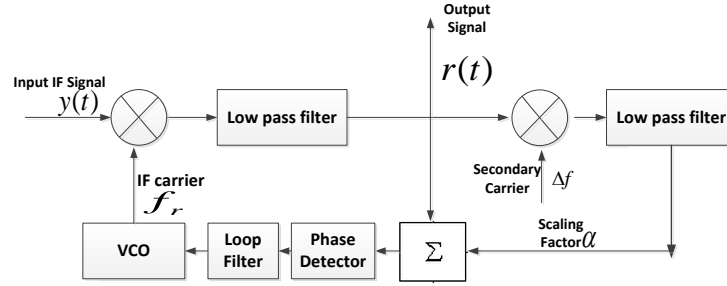 Output
Signal
r(t)
Input IF Signal
y(t)
Low pass filter
Low pass filter
IF carrier
f_r
Secondary
Carrier
Δf
Scaling
Factor α
VCO
Loop
Filter
Phase
Detector
Σ